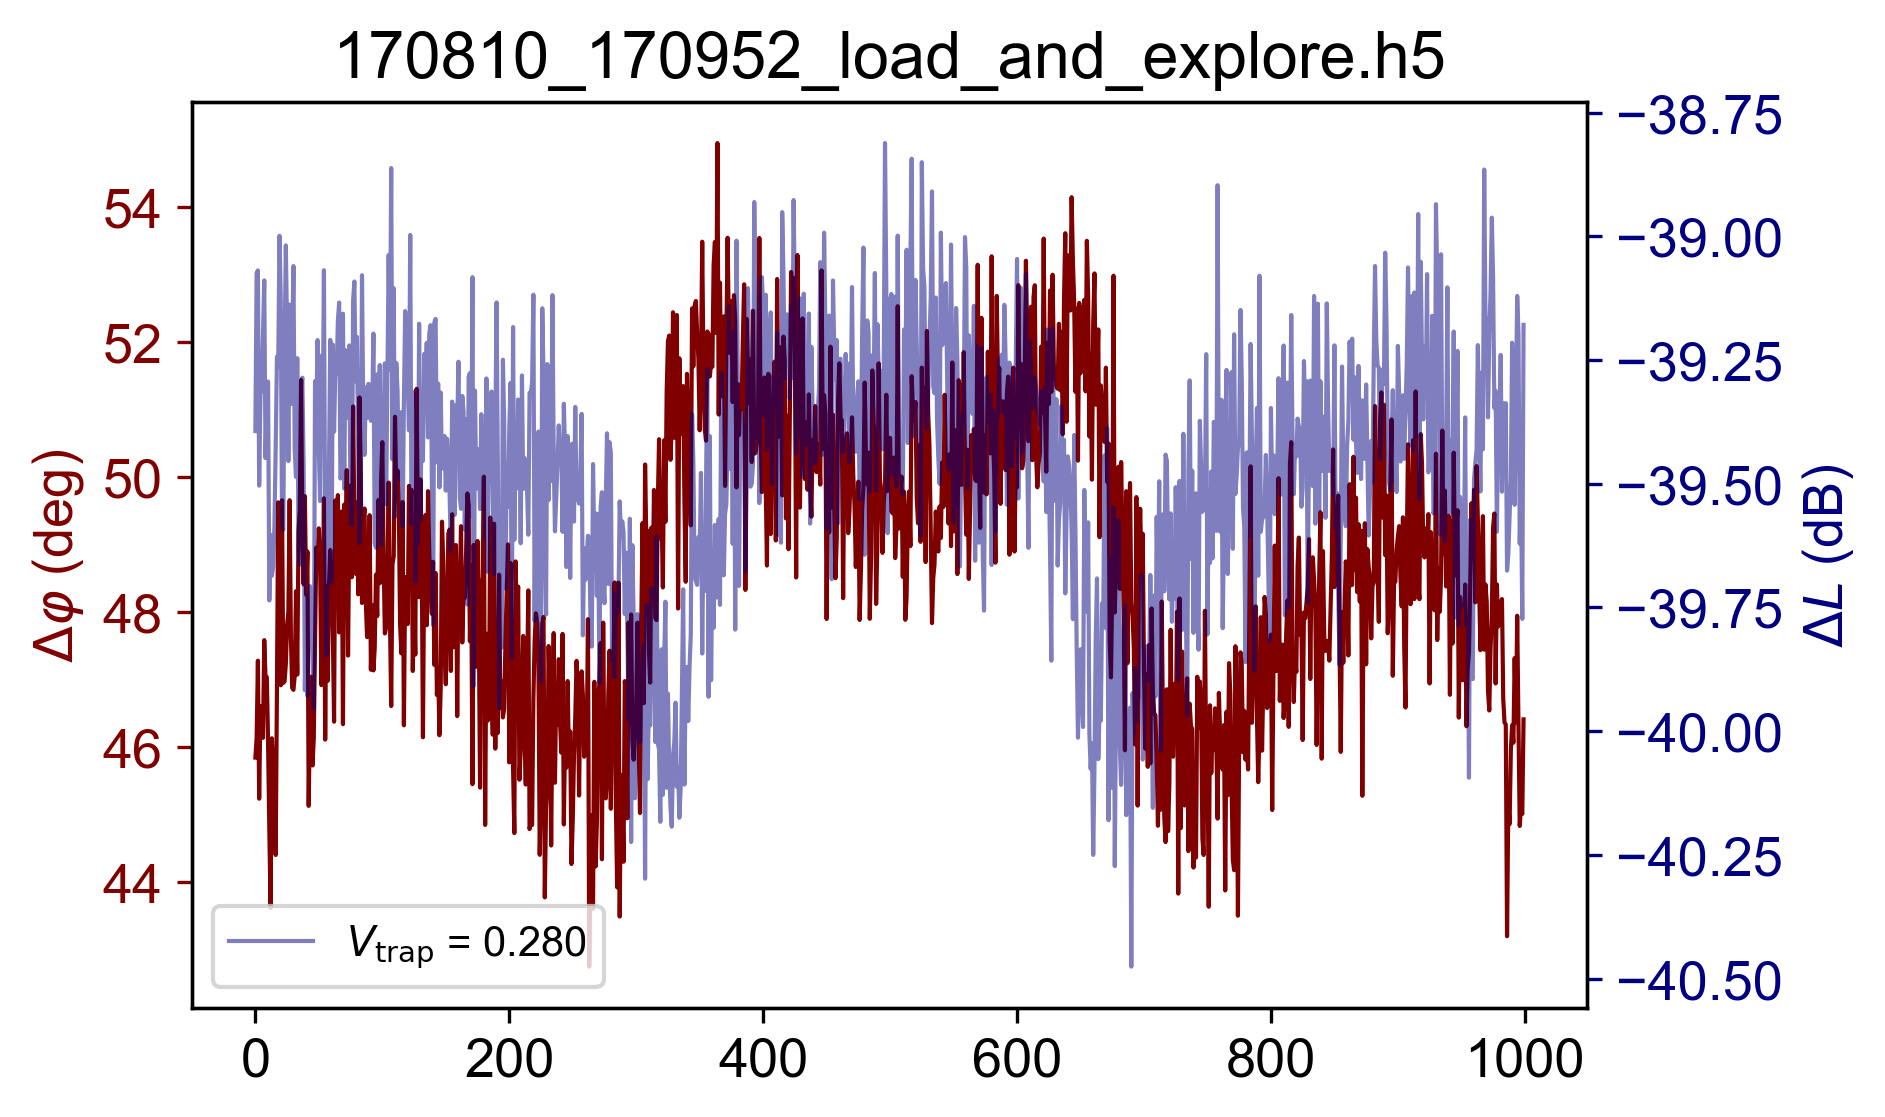 170810_170952_load_and_explore.h5
Δφ (deg)
54
52
50
48
46
44
−38.75
−39.00
−39.25
−39.50
−39.75
−40.00
−40.25
−40.50
ΔL (dB)
V_trap = 0.280
0 200 400 600 800 1000